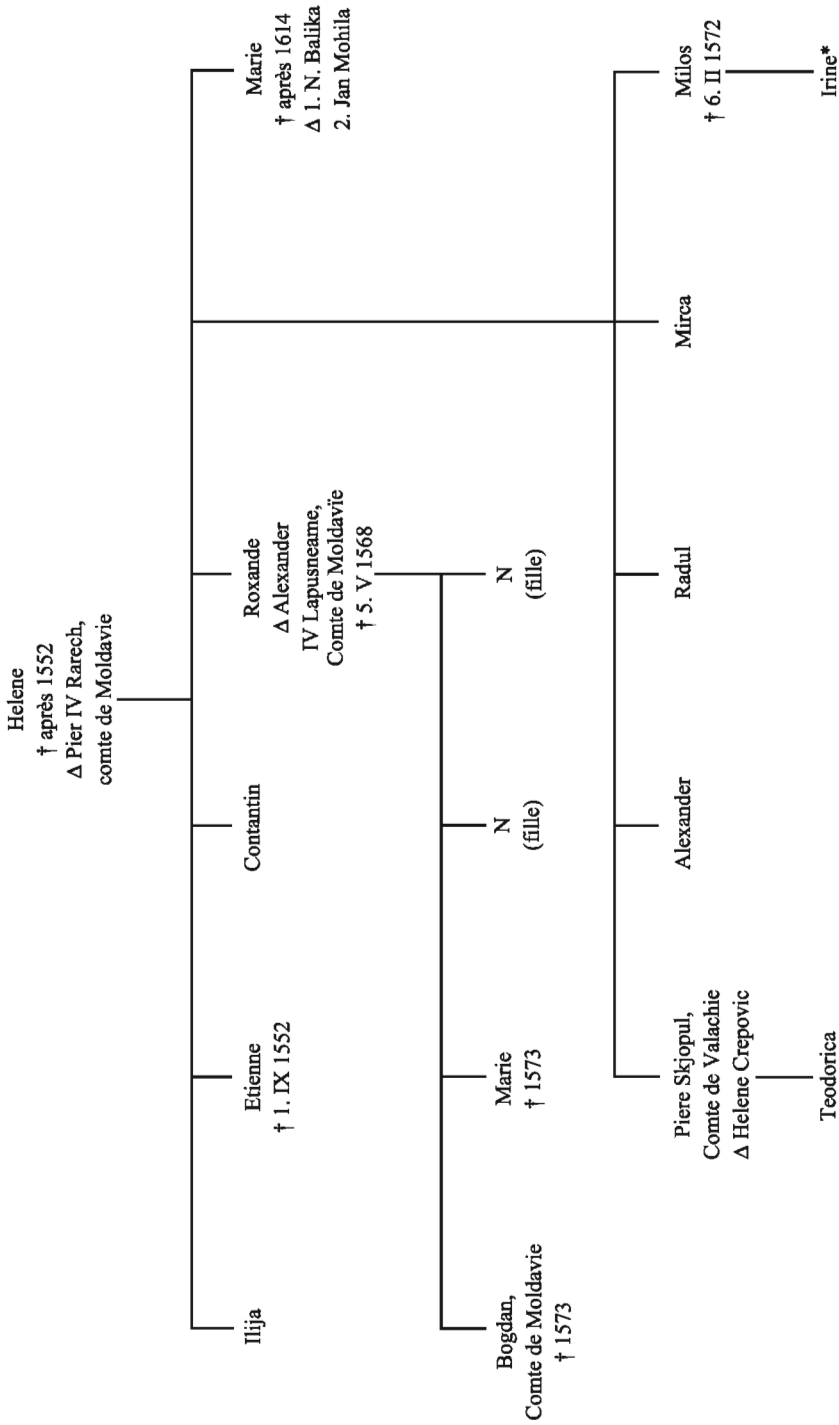 Helene
† après 1552
Δ Pier IV Rarech,
comte de Moldavie
Ilija
Etienne
† 1. IX 1552
Contantin
Roxande
Δ Alexander
IV Lapusneame,
Comte de Moldavïe
† 5. V 1568
Marie
† après 1614
Δ 1. N. Balika
2. Jan Mohila
Bogdan,
Comte de Moldavie
† 1573
Marie
† 1573
N
(fille)
N
(fille)
Piere Skjopul,
Comte de Valachie
Δ Helene Crepovic
Alexander
Radul
Mirca
Milos
† 6. II 1572
Teodorica
Irine*